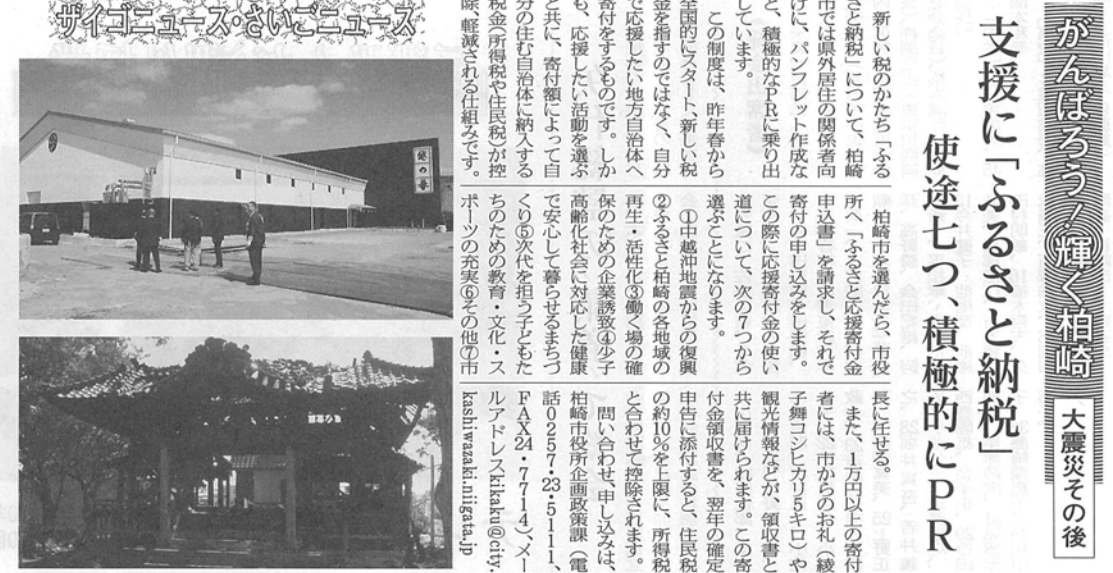 がんばろう!輝く柏崎
大震災その後
支援に「ふるさと納税」
使途七つ、積極的にPR
新しい税のかたち「ふる
さと納税」について、柏崎
市では県外居住の関係者向
けに、パンフレット作成な
ど、積極的なPRに乗り出
しています。
この制度は、昨年春から
全国的にスタート、新しい税
金を指すのではなく、自分
で応援したい地方自治体へ
寄付をするものです。しか
も、応援したい活動を選ぶ
と共に、寄付額によって自
分の住む自治体に納入する
税金(所得税や住民税)が控
除、軽減される仕組みです。
柏崎市を選んだら、市役
所へ「ふるさと応援寄付金
申込書」を請求し、それで
寄付の申し込みをします。
この際に応援寄付金の使い
道について、次の7つから
選ぶことになります。
①中越沖地震からの復興
②ふるさと柏崎の各地域の
再生・活性化③働く場の確
保のための企業誘致④少子
高齢化社会に対応した健康
で安心して暮らせるまちづ
くり⑤次代を担う子どもた
ちのための教育・文化・ス
ポーツの充実⑥その他⑦市
長に任せる。
また、1万円以上の寄付
者には、市からのお礼(綾
子舞コシヒカリ5キロ)や
観光情報などが、領収書と
共に届けられます。この寄
付金領収書を、翌年の確定
申告に添付すると、住民税
の約10%を上限に、所得税
と合わせて控除されます。
問い合わせ、申し込みは、
柏崎市役所企画政策課(電
話0257・23・5111、
FAX24・7714)、メー
ルアドレスkikaku@city.
kashiwazaki.niigata.jp
ザイゴニュース・さいごニュース
越の誉